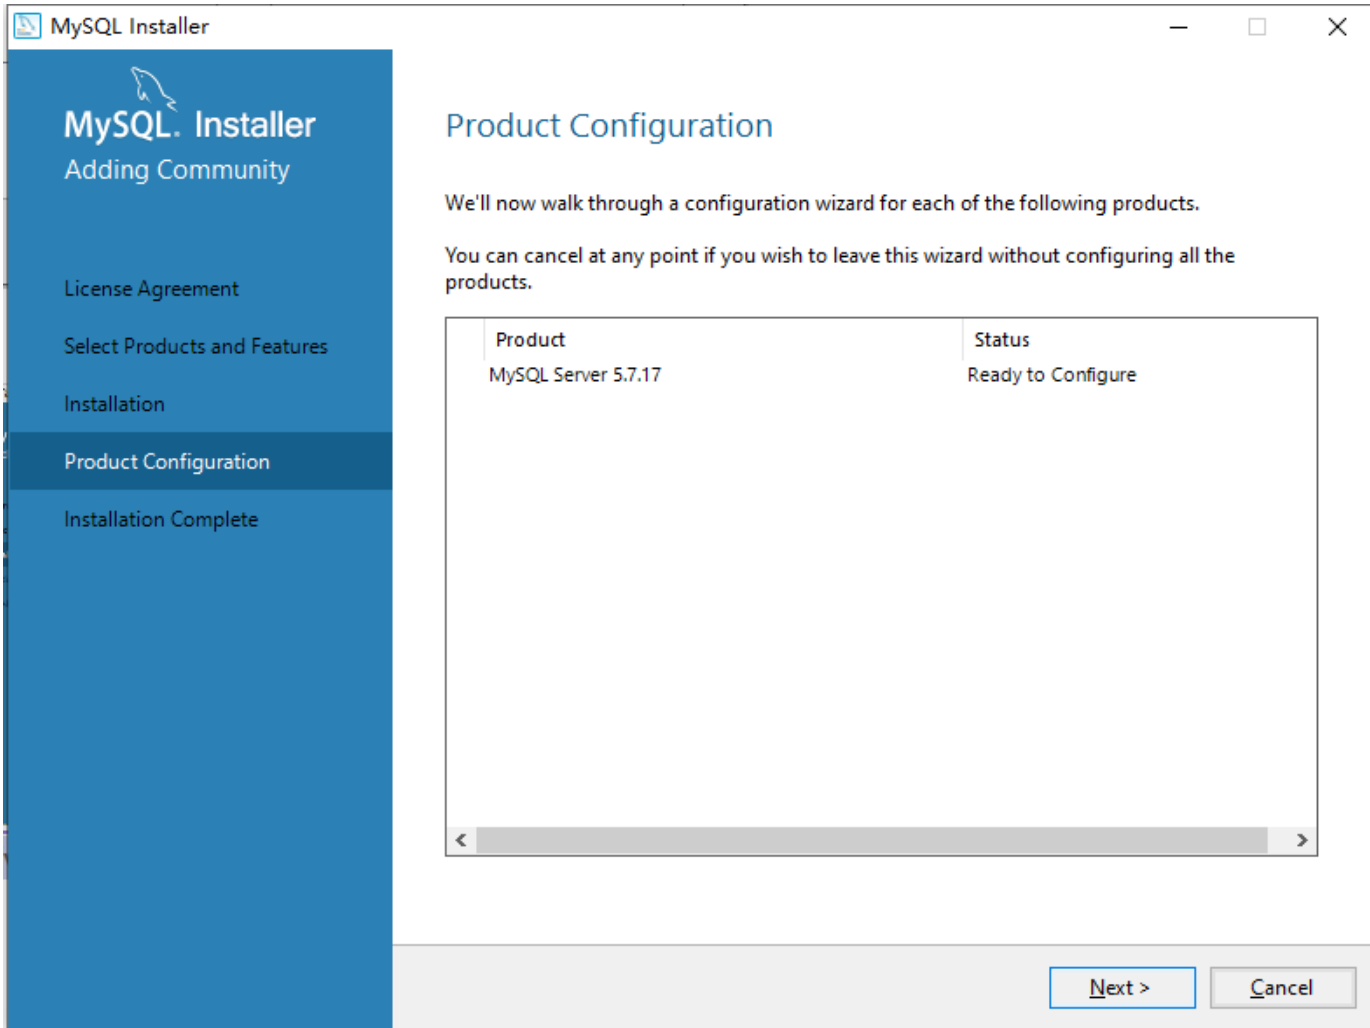 MySQL Installer
MySQL. Installer
Adding Community
License Agreement
Select Products and Features
Installation
Product Configuration
Installation Complete
Product Configuration
We'll now walk through a configuration wizard for each of the following products.
You can cancel at any point if you wish to leave this wizard without configuring all the
products.
Product Status
MySQL Server 5.7.17 Ready to Configure
Next > Cancel